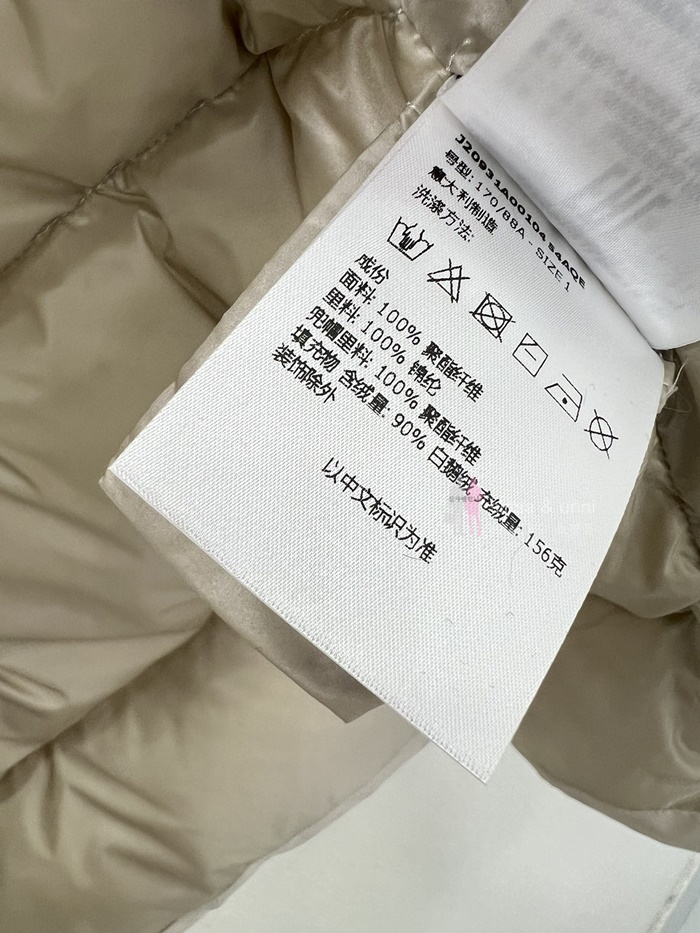 J20931A00104 54AQE
号型: 170/88A - SIZE 1
意大利制造
洗涤方法:
成份
面料: 100% 聚酯纤维
里料: 100% 锦纶
兜帽里料: 100% 聚酯纤维
填充物 含绒量: 90% 白鹅绒 充绒量: 156克
装饰部除外
以中文标识为准